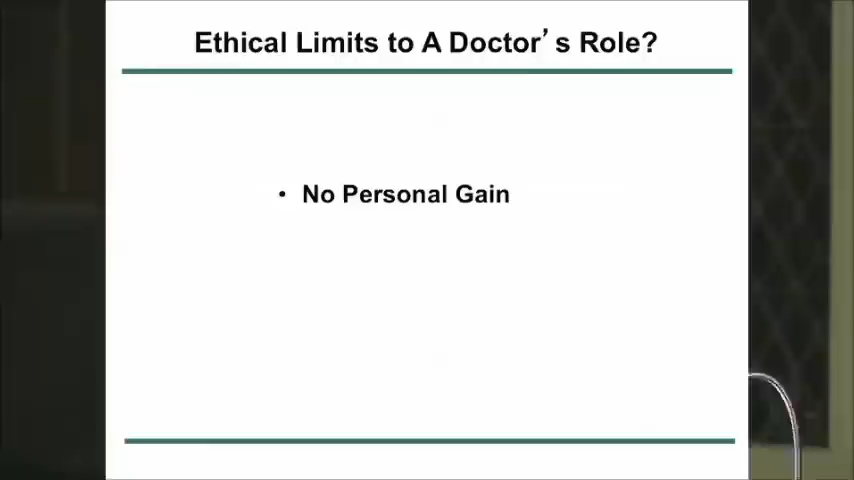 Ethical Limits to A Doctor’s Role?
• No Personal Gain